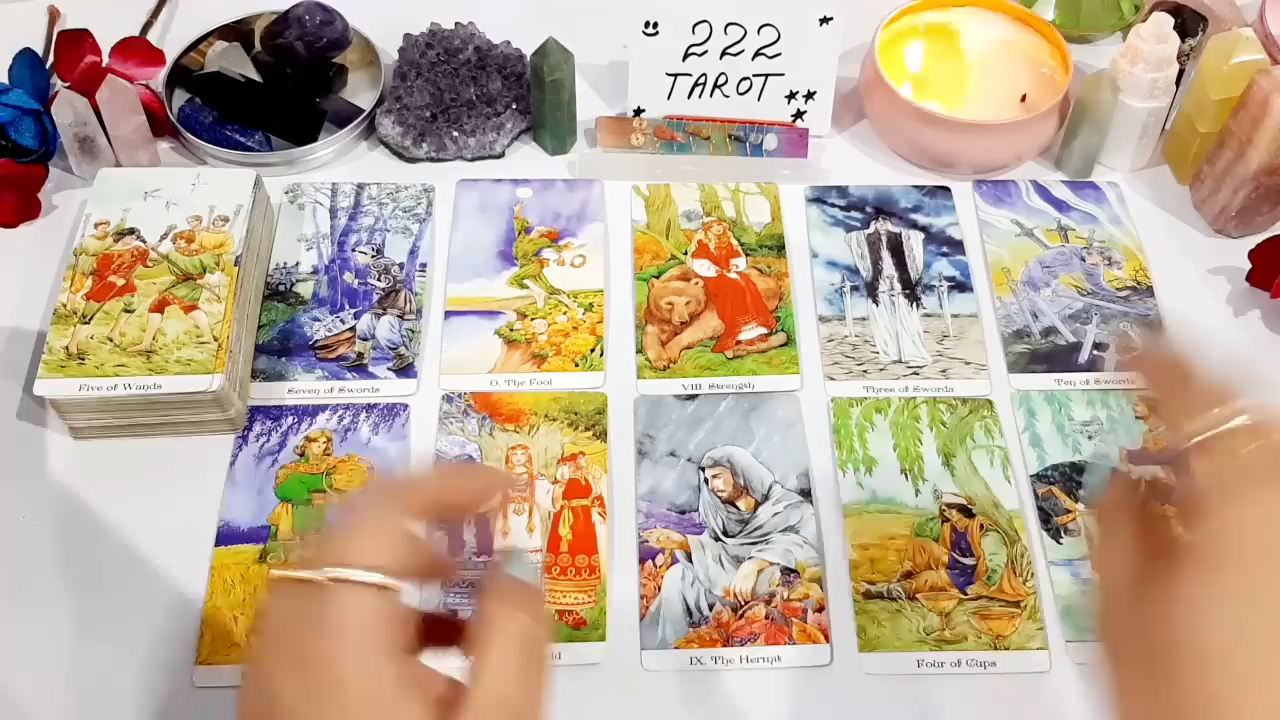 222
TAROT
Five of Wands
Seven of Swords
0. The Fool
VIII. Strength
Three of Swords
Ten of Swords
IX. The Hermit
Four of Cups